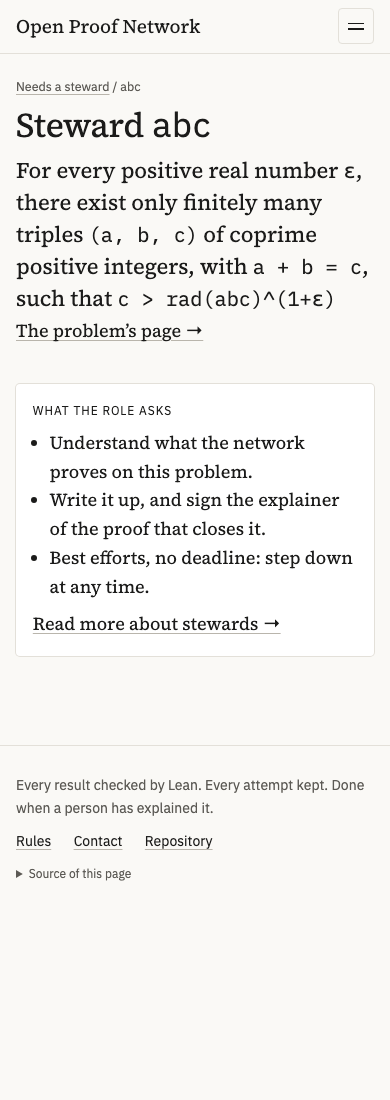 Open Proof Network
Needs a steward / abc
Steward abc
For every positive real number ε,
there exist only finitely many
triples (a, b, c) of coprime
positive integers, with a + b = c,
such that c > rad(abc)^(1+ε)
The problem’s page →
WHAT THE ROLE ASKS
• Understand what the network
proves on this problem.
• Write it up, and sign the explainer
of the proof that closes it.
• Best efforts, no deadline: step down
at any time.
Read more about stewards →
Every result checked by Lean. Every attempt kept. Done
when a person has explained it.
Rules Contact Repository
▶ Source of this page